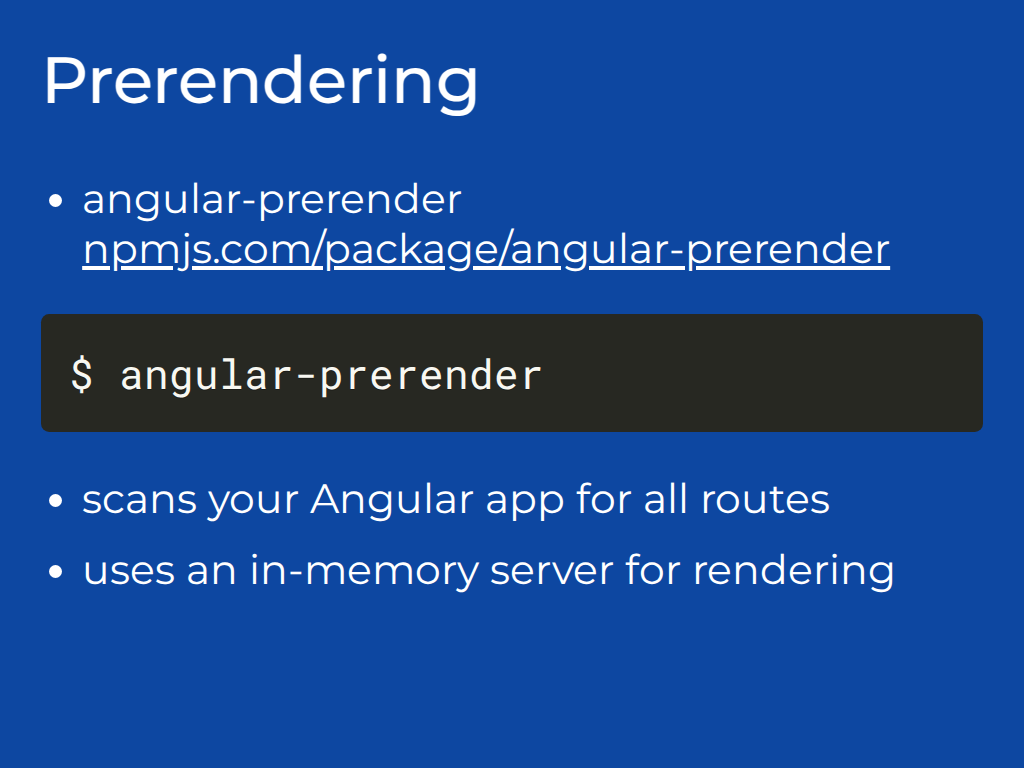 Prerendering
• angular-prerender
npmjs.com/package/angular-prerender
$ angular-prerender
• scans your Angular app for all routes
• uses an in-memory server for rendering